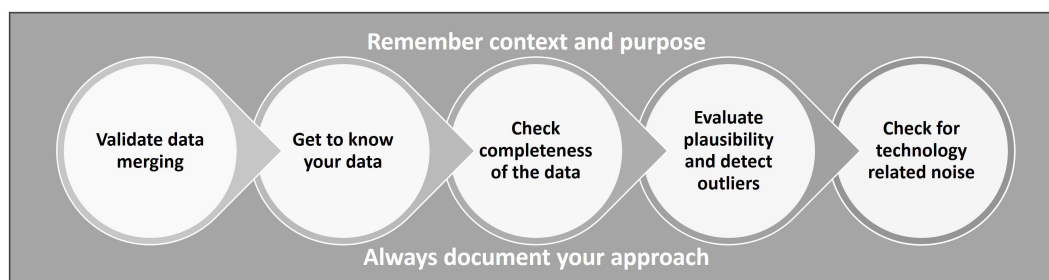 Remember context and purpose
Validate data
merging
Get to know
your data
Check
completeness
of the data
Evaluate
plausibility
and detect
outliers
Check for
technology
related noise
Always document your approach